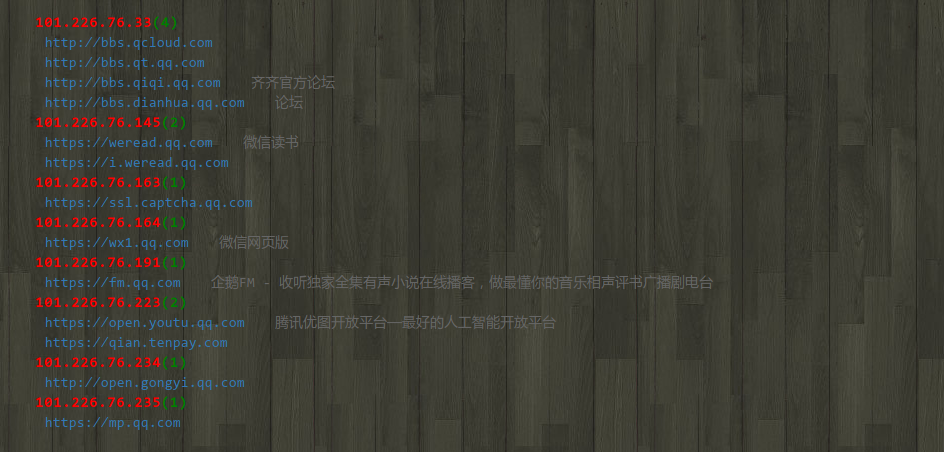 101.226.76.33(4)
http://bbs.qcloud.com
http://bbs.qt.qq.com
http://bbs.qiqi.qq.com 齐齐官方论坛
http://bbs.dianhua.qq.com 论坛
101.226.76.145(2)
https://weread.qq.com 微信读书
https://i.weread.qq.com
101.226.76.163(1)
https://ssl.captcha.qq.com
101.226.76.164(1)
https://wx1.qq.com 微信网页版
101.226.76.191(1)
https://fm.qq.com 企鹅FM - 收听独家全集有声小说在线播客，做最懂你的音乐相声评书广播剧电台
101.226.76.223(2)
https://open.youtu.qq.com 腾讯优图开放平台—最好的人工智能开放平台
https://qian.tenpay.com
101.226.76.234(1)
http://open.gongyi.qq.com
101.226.76.235(1)
https://mp.qq.com